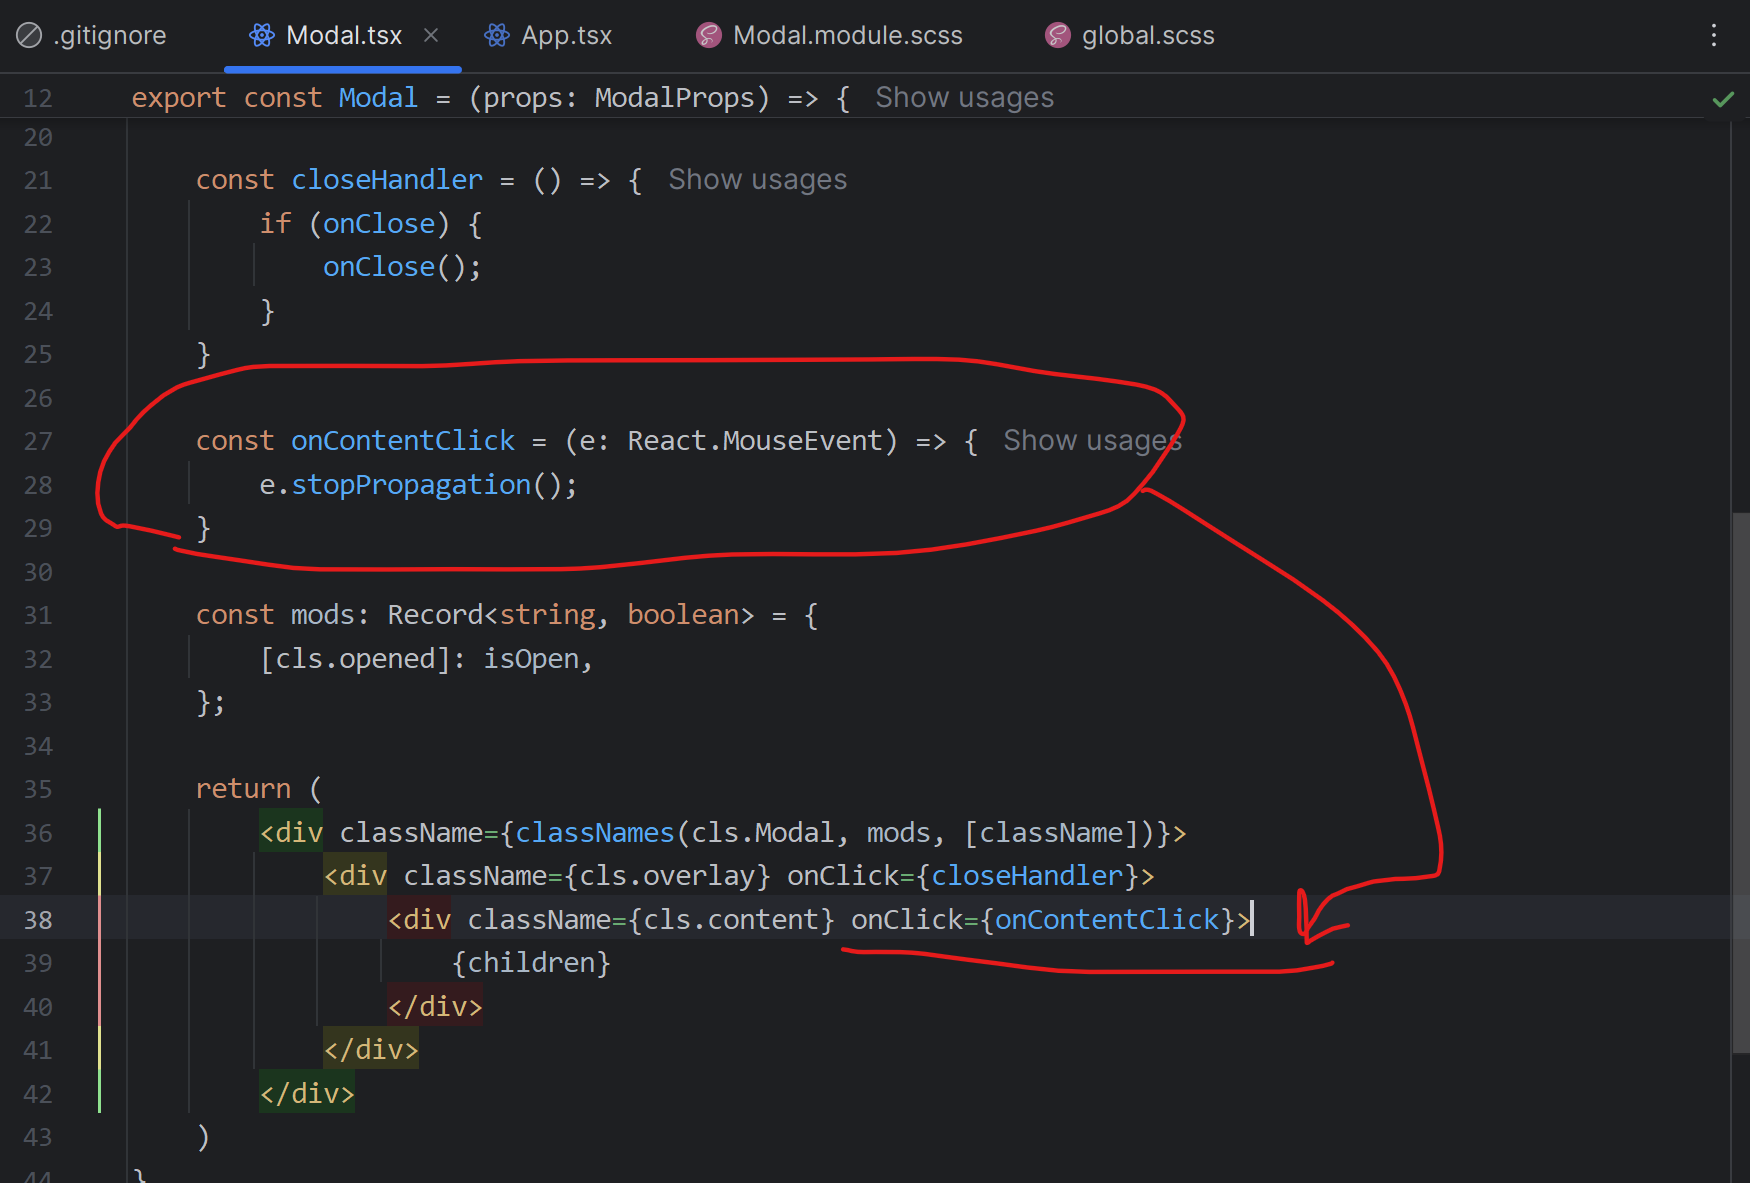 .gitignore Modal.tsx App.tsx Modal.module.scss global.scss
12 export const Modal = (props: ModalProps) => { Show usages
20
21 const closeHandler = () => { Show usages
22 if (onClose) {
23 onClose();
24 }
25 }
26
27 const onContentClick = (e: React.MouseEvent) => { Show usages
28 e.stopPropagation();
29 }
30
31 const mods: Record<string, boolean> = {
32 [cls.opened]: isOpen,
33 };
34
35 return (
36 <div className={classNames(cls.Modal, mods, [className])}>
37 <div className={cls.overlay} onClick={closeHandler}>
38 <div className={cls.content} onClick={onContentClick}>
39 {children}
40 </div>
41 </div>
42 </div>
43 )
44 }